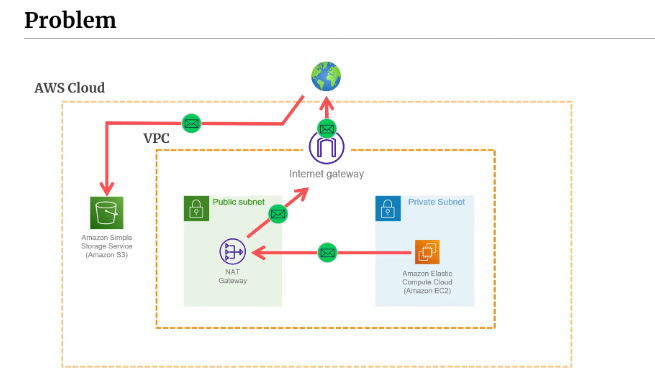 Problem
AWS Cloud
VPC
Internet gateway
Public subnet
Private Subnet
Amazon Simple
Storage Service
(Amazon S3)
NAT
Gateway
Amazon Elastic
Compute Cloud
(Amazon EC2)